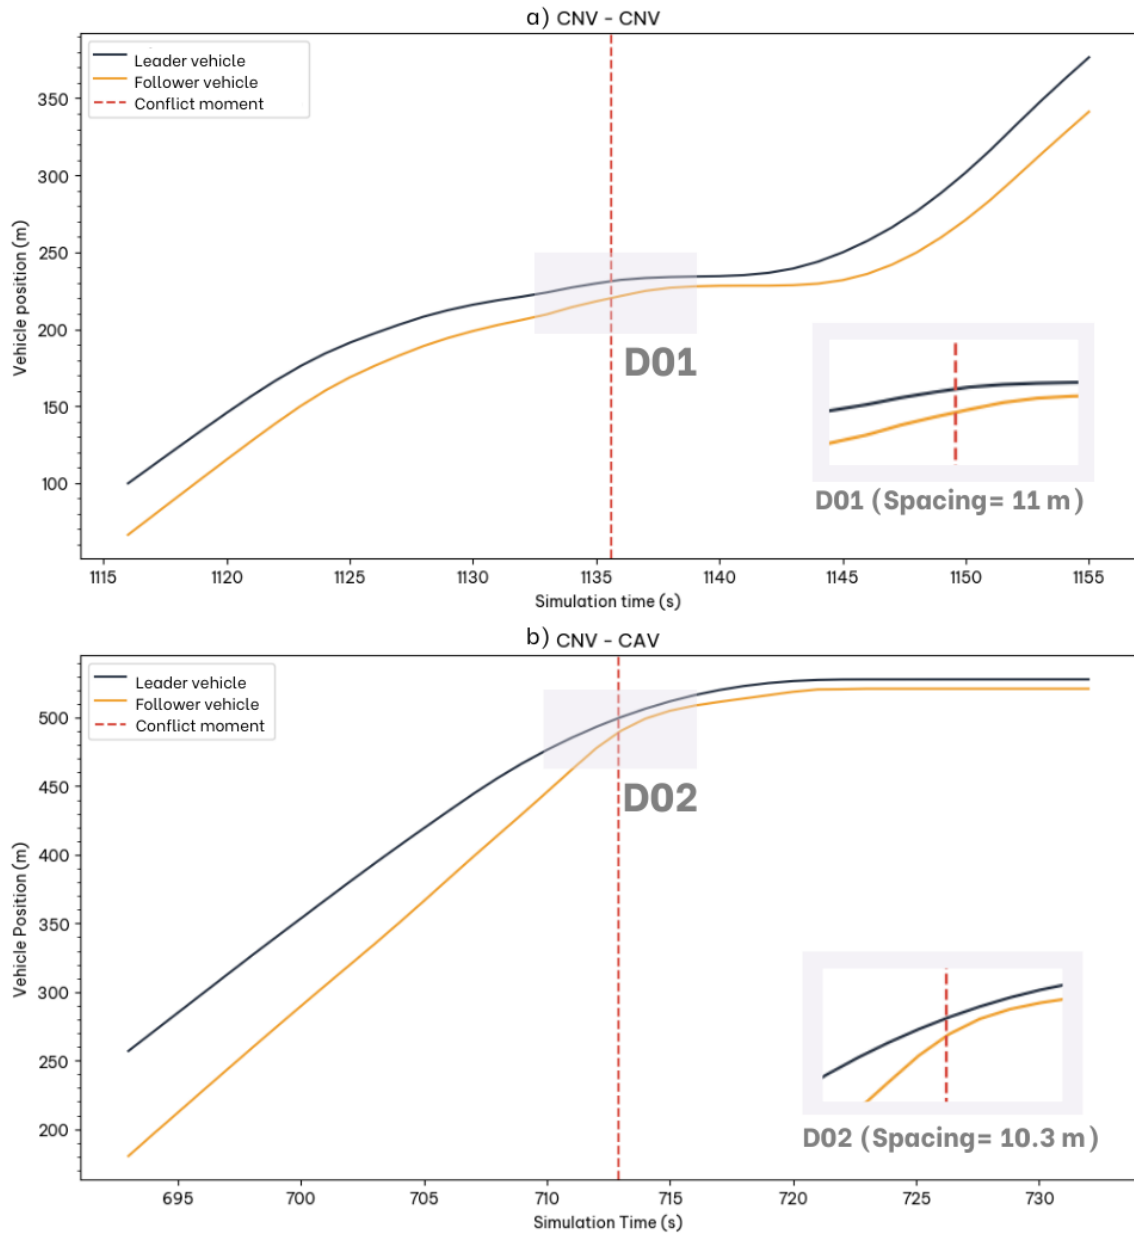 a) CNV - CNV
Leader vehicle
Follower vehicle
Conflict moment
350
300
250
200
150
100
Vehicle position (m)
D01
D01 (Spacing= 11 m)
1115 1120 1125 1130 1135 1140 1145 1150 1155
Simulation time (s)
b) CNV - CAV
Leader vehicle
Follower vehicle
Conflict moment
500
450
400
350
300
250
200
Vehicle Position (m)
D02
D02 (Spacing= 10.3 m)
695 700 705 710 715 720 725 730
Simulation Time (s)